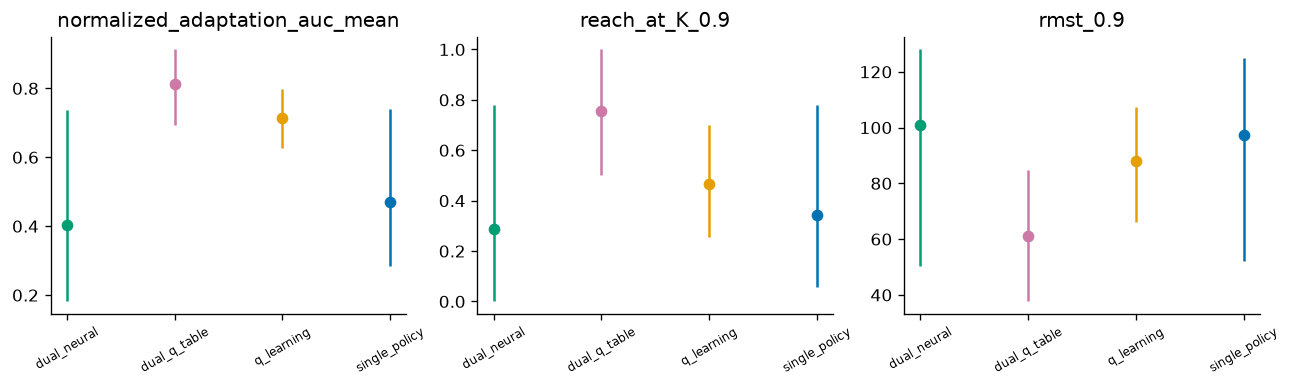 normalized_adaptation_auc_mean
0.8
0.6
0.4
0.2
dual_neural
dual_q_table
q_learning
single_policy
reach_at_K_0.9
1.0
0.8
0.6
0.4
0.2
0.0
dual_neural
dual_q_table
q_learning
single_policy
rmst_0.9
120
100
80
60
40
dual_neural
dual_q_table
q_learning
single_policy